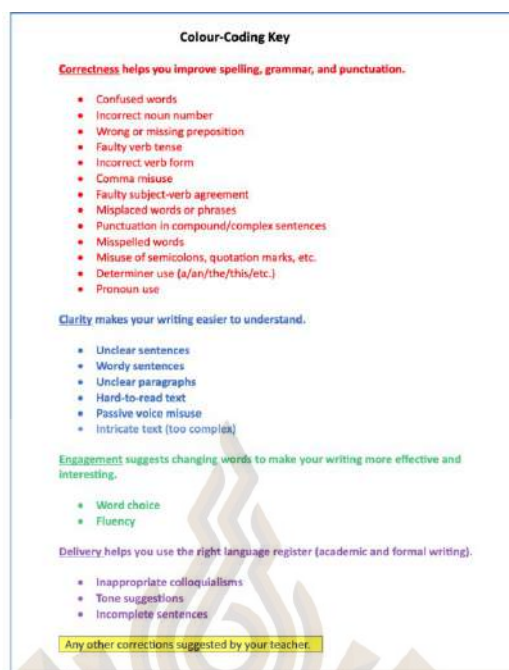 Colour-Coding Key
Correctness helps you improve spelling, grammar, and punctuation.
• Confused words
• Incorrect noun number
• Wrong or missing preposition
• Faulty verb tense
• Incorrect verb form
• Comma misuse
• Faulty subject-verb agreement
• Misplaced words or phrases
• Punctuation in compound/complex sentences
• Misspelled words
• Misuse of semicolons, quotation marks, etc.
• Determiner use (a/an/the/this/etc.)
• Pronoun use
Clarity makes your writing easier to understand.
• Unclear sentences
• Wordy sentences
• Unclear paragraphs
• Hard-to-read text
• Passive voice misuse
• Intricate text (too complex)
Engagement suggests changing words to make your writing more effective and
interesting.
• Word choice
• Fluency
Delivery helps you use the right language register (academic and formal writing).
• Inappropriate colloquialisms
• Tone suggestions
• Incomplete sentences
Any other corrections suggested by your teacher.